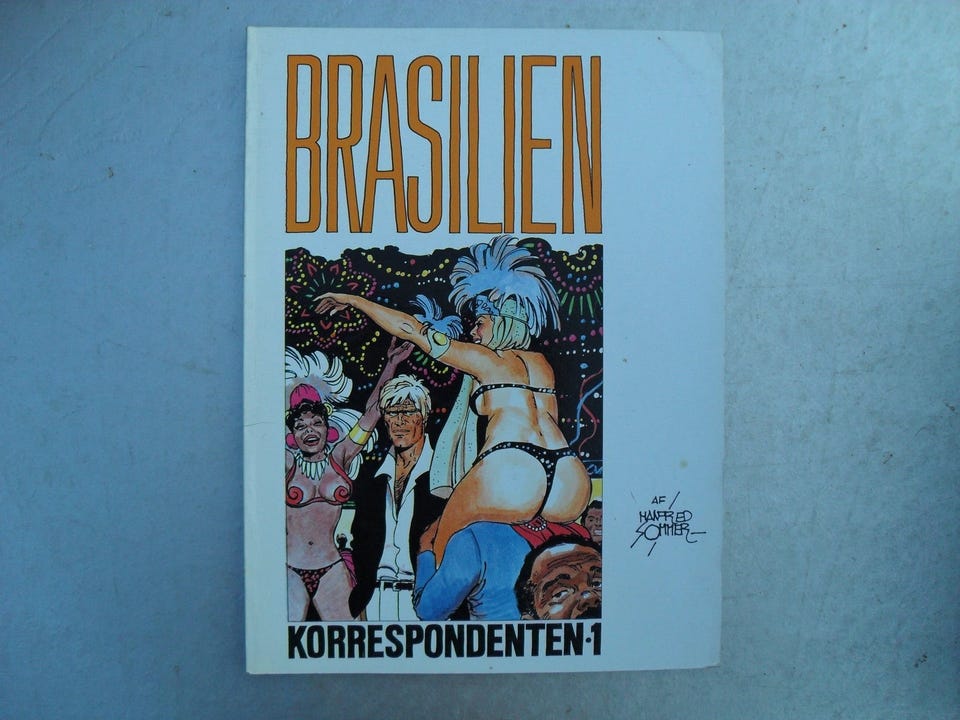 BRASILIEN
AF
MANFRED
SOMMER
KORRESPONDENTEN·1